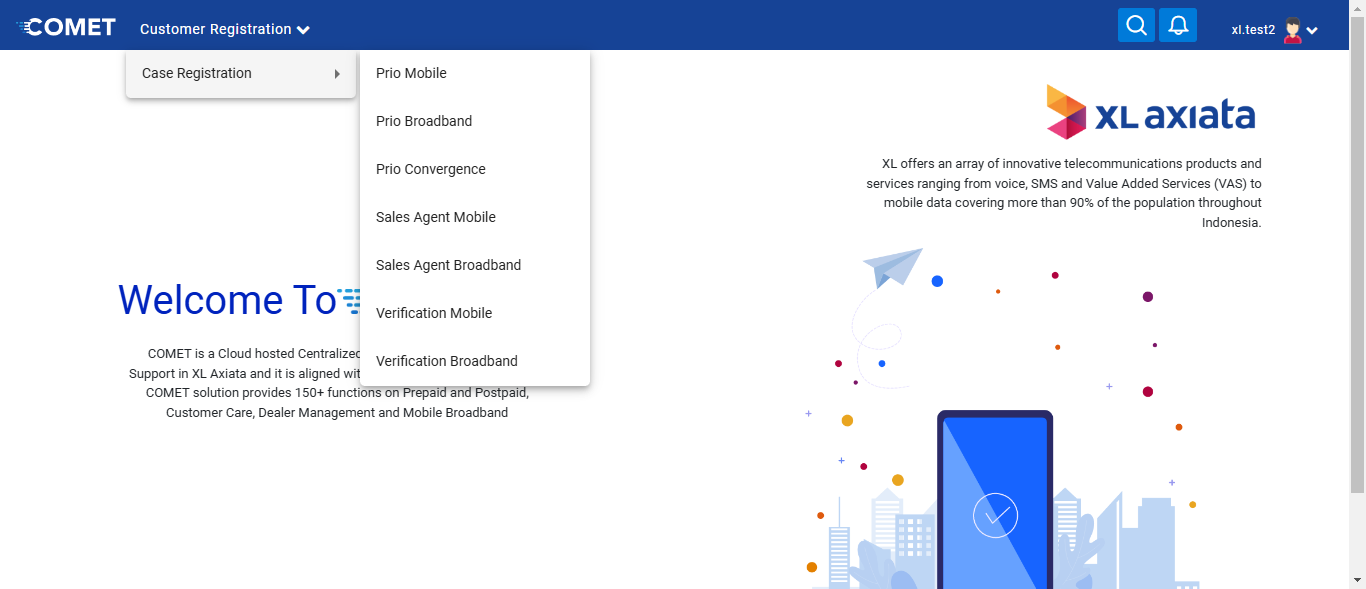 COMET
Customer Registration
xl.test2
Case Registration
Prio Mobile
Prio Broadband
Prio Convergence
Sales Agent Mobile
Sales Agent Broadband
Verification Mobile
Verification Broadband
XL axiata
XL offers an array of innovative telecommunications products and
services ranging from voice, SMS and Value Added Services (VAS) to
mobile data covering more than 90% of the population throughout
Indonesia.
Welcome To
COMET is a Cloud hosted Centralized
Support in XL Axiata and it is aligned
COMET solution provides 150+ functions on Prepaid and Postpaid,
Customer Care, Dealer Management and Mobile Broadband